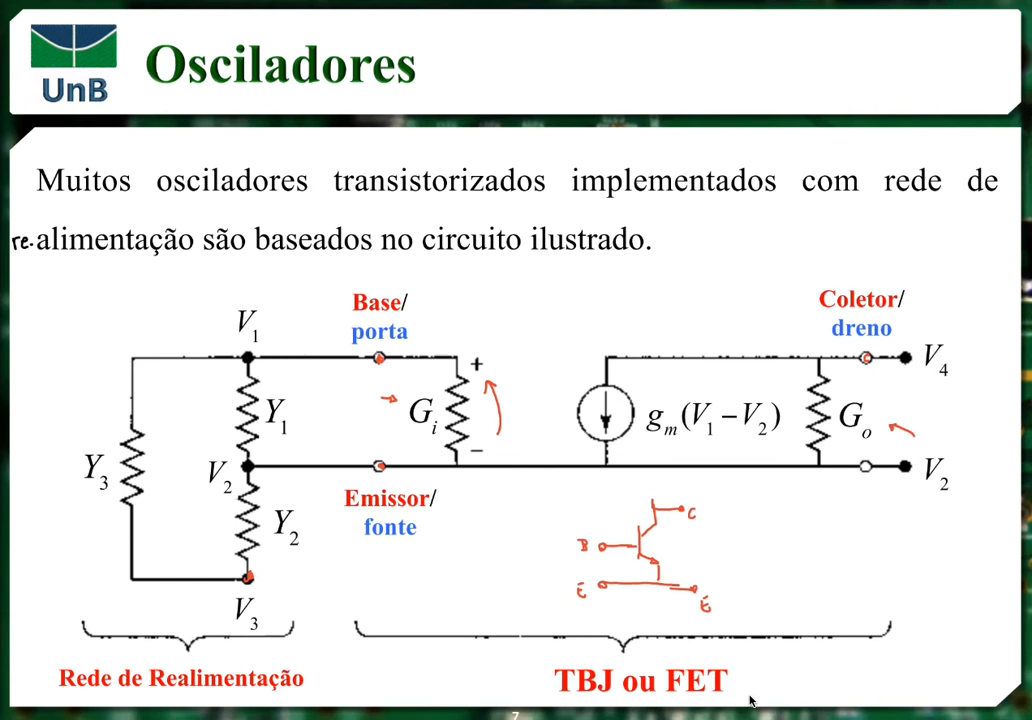 UnB
Osciladores
Muitos osciladores transistorizados implementados com rede de
re-alimentação são baseados no circuito ilustrado.
Base/
porta
Coletor/
dreno
V1
V4
+
Y1
Gi
gm(V1 – V2)
Go
Y3
V2
–
V2
Emissor/
fonte
Y2
C
B
E
E
V3
Rede de Realimentação
TBJ ou FET
7